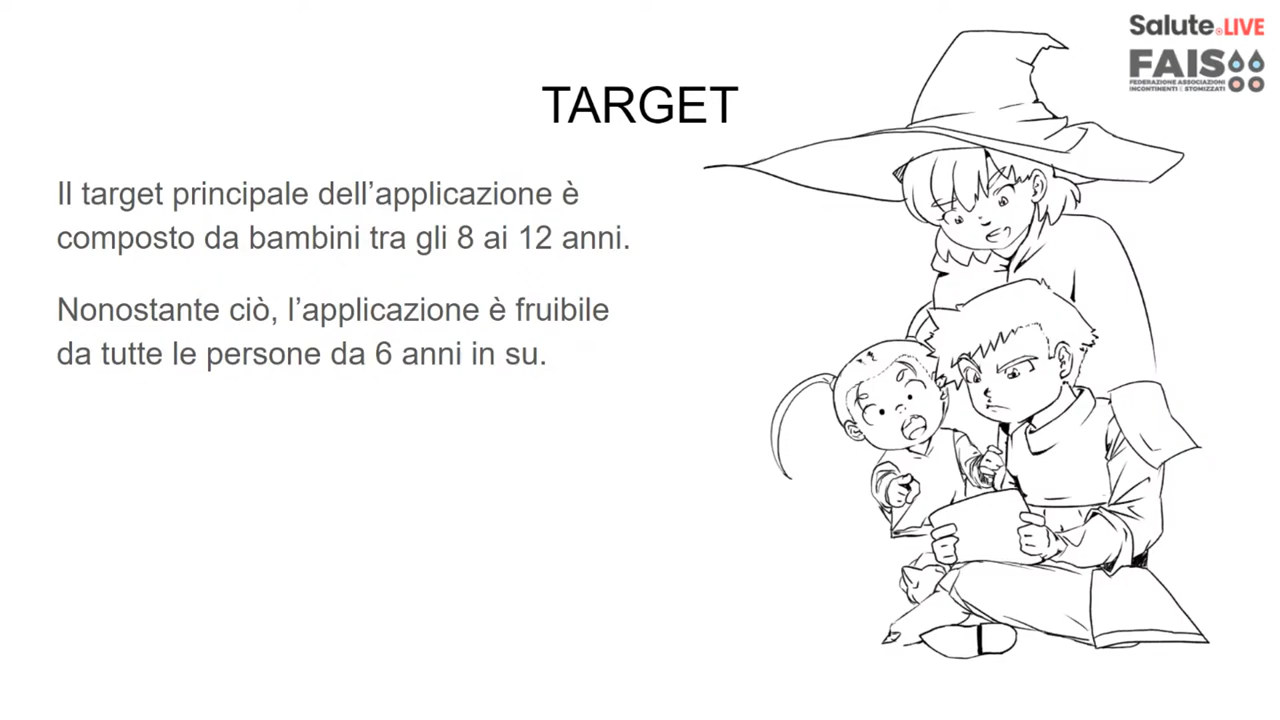 Salute.LIVE
FAIS
FEDERAZIONE ASSOCIAZIONI
INCONTINENTI E STOMIZZATI
TARGET
Il target principale dell’applicazione è
composto da bambini tra gli 8 ai 12 anni.
Nonostante ciò, l’applicazione è fruibile
da tutte le persone da 6 anni in su.